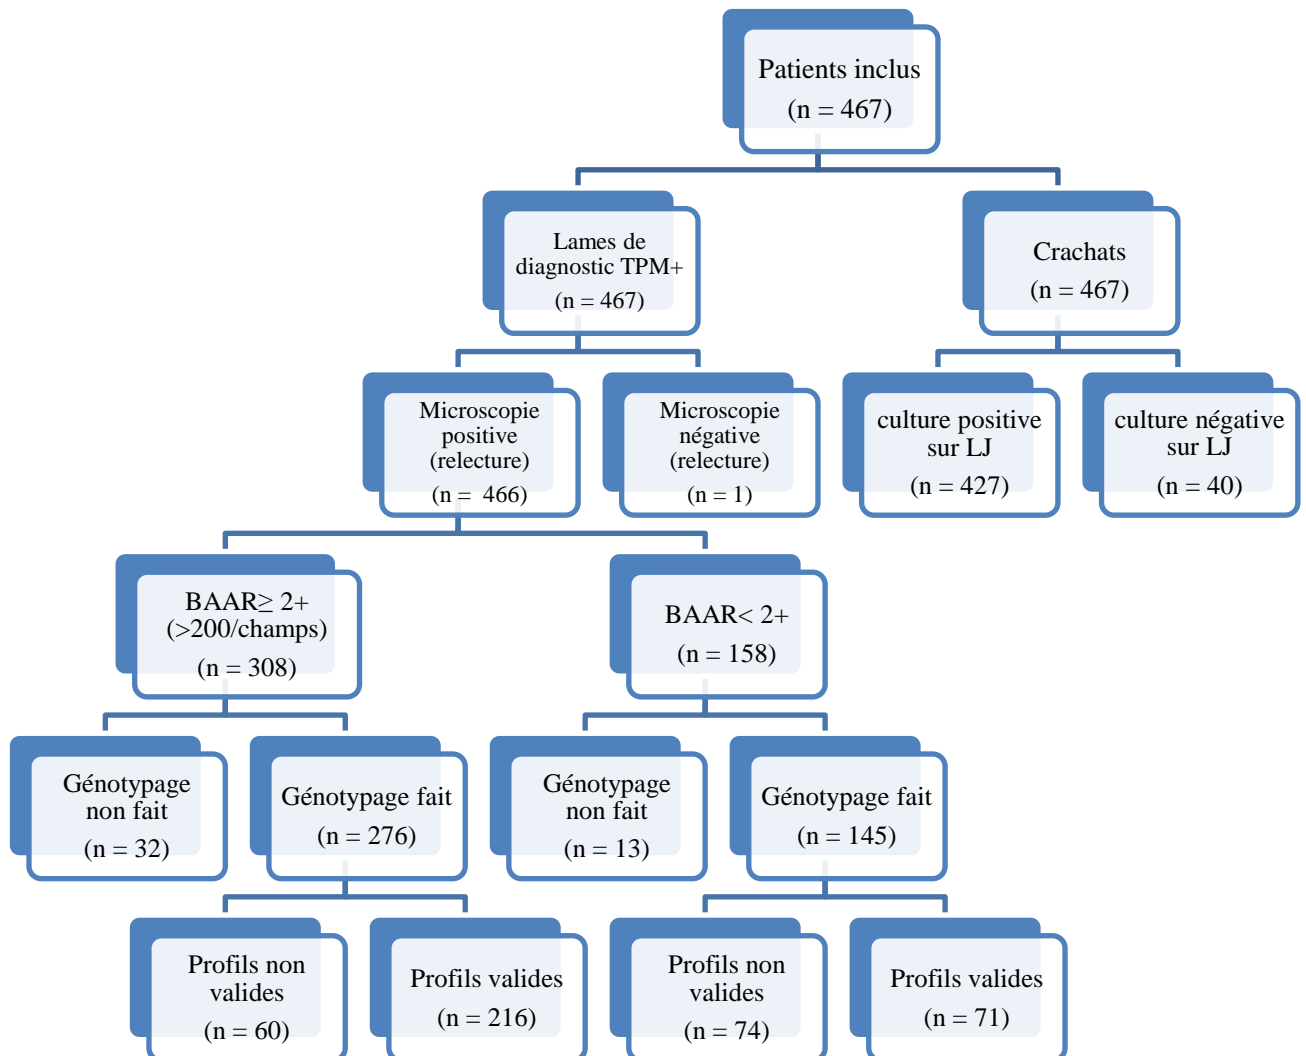 Patients inclus
(n = 467)
Lames de
diagnostic TPM+
(n = 467)
Crachats
(n = 467)
Microscopie
positive
(relecture)
(n = 466)
Microscopie
négative
(relecture)
(n = 1)
culture positive
sur LJ
(n = 427)
culture négative
sur LJ
(n = 40)
BAAR≥ 2+
(>200/champs)
(n = 308)
BAAR< 2+
(n = 158)
Génotypage
non fait
(n = 32)
Génotypage fait
(n = 276)
Génotypage
non fait
(n = 13)
Génotypage fait
(n = 145)
Profils non
valides
(n = 60)
Profils valides
(n = 216)
Profils non
valides
(n = 74)
Profils valides
(n = 71)